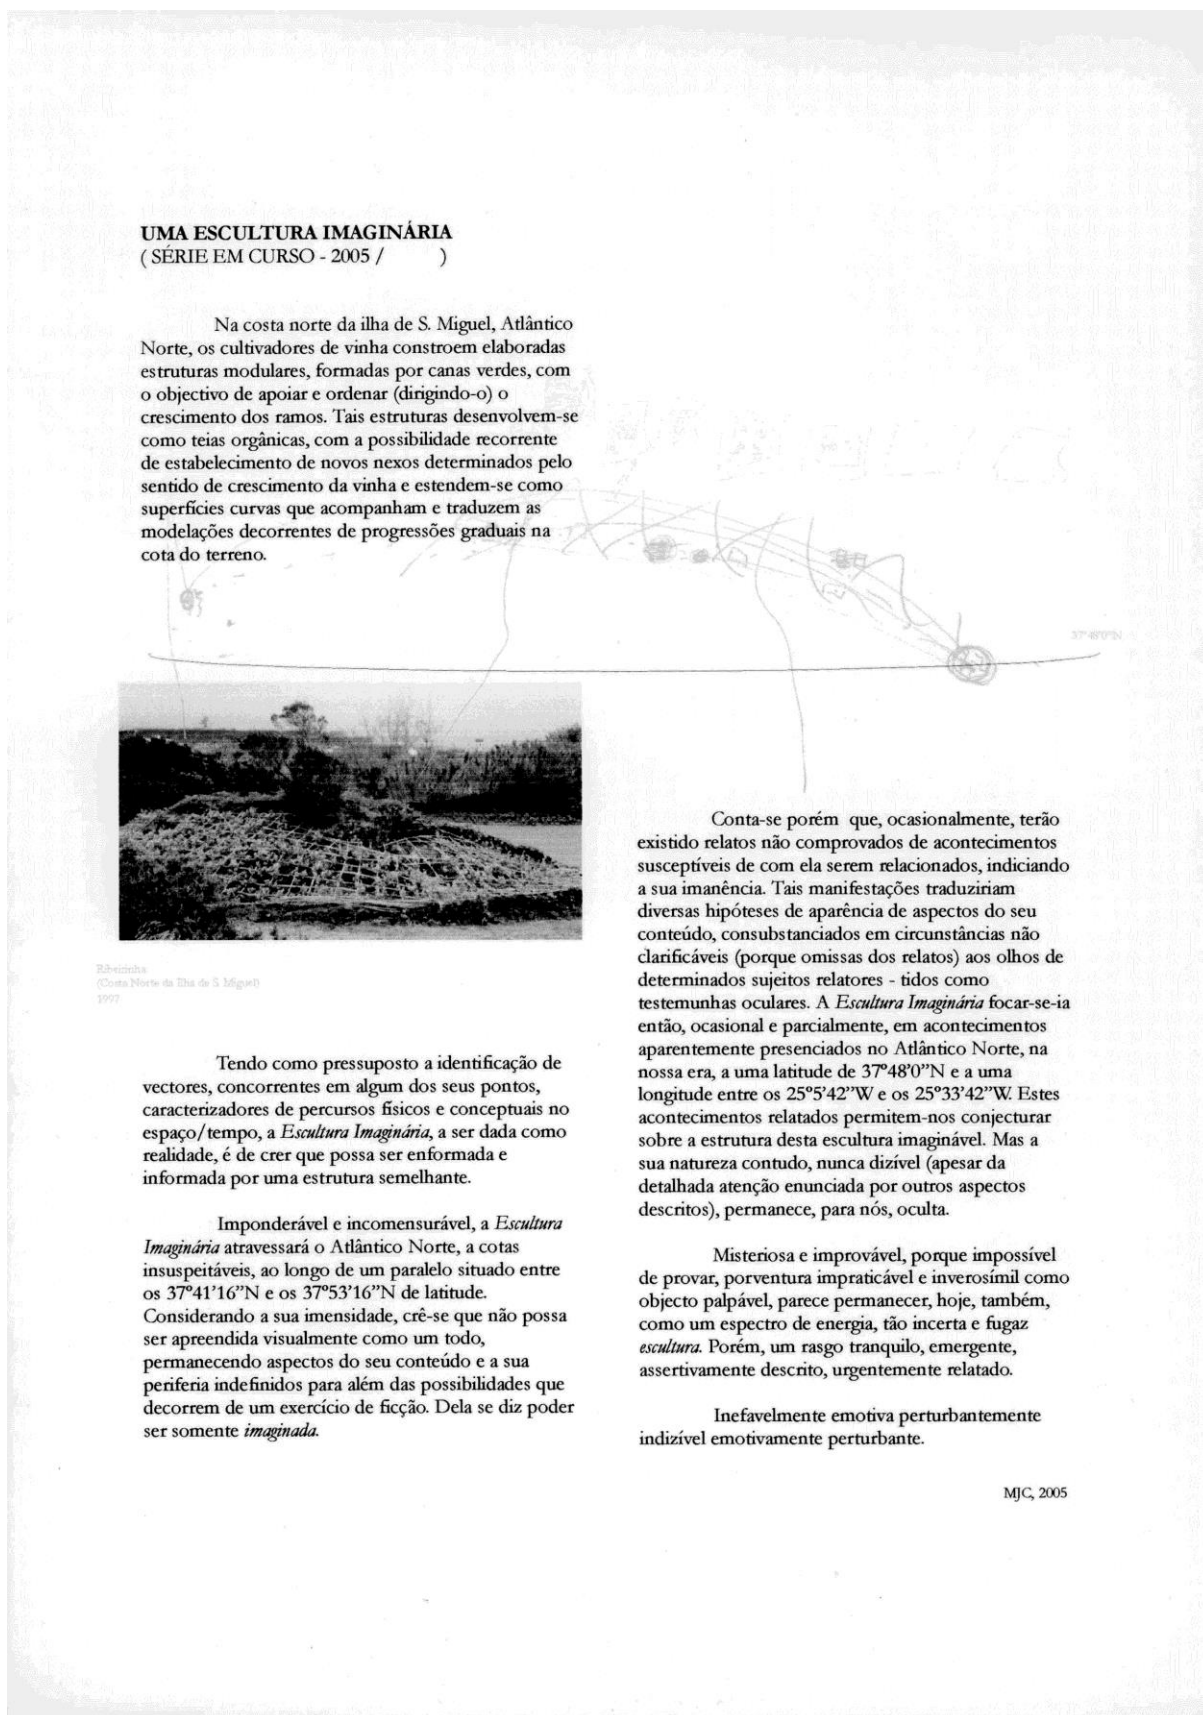 UMA ESCULTURA IMAGINÁRIA
( SÉRIE EM CURSO - 2005 / )
Na costa norte da ilha de S. Miguel, Atlântico
Norte, os cultivadores de vinha constroem elaboradas
estruturas modulares, formadas por canas verdes, com
o objectivo de apoiar e ordenar (dirigindo-o) o
crescimento dos ramos. Tais estruturas desenvolvem-se
como teias orgânicas, com a possibilidade recorrente
de estabelecimento de novos nexos determinados pelo
sentido de crescimento da vinha e estendem-se como
superfícies curvas que acompanham e traduzem as
modelações decorrentes de progressões graduais na
cota do terreno.
37º48'0"N
Ribeirinha
(Costa Norte da Ilha de S. Miguel)
1997
Tendo como pressuposto a identificação de
vectores, concorrentes em algum dos seus pontos,
caracterizadores de percursos físicos e conceptuais no
espaço/tempo, a Escultura Imaginária, a ser dada como
realidade, é de crer que possa ser enformada e
informada por uma estrutura semelhante.
Imponderável e incomensurável, a Escultura
Imaginária atravessará o Atlântico Norte, a cotas
insuspeitáveis, ao longo de um paralelo situado entre
os 37º41'16"N e os 37º53'16"N de latitude.
Considerando a sua imensidade, crê-se que não possa
ser apreendida visualmente como um todo,
permanecendo aspectos do seu conteúdo e a sua
periferia indefinidos para além das possibilidades que
decorrem de um exercício de ficção. Dela se diz poder
ser somente imaginada.
Conta-se porém que, ocasionalmente, terão
existido relatos não comprovados de acontecimentos
susceptíveis de com ela serem relacionados, indiciando
a sua imanência. Tais manifestações traduziriam
diversas hipóteses de aparência de aspectos do seu
conteúdo, consubstanciados em circunstâncias não
clarificáveis (porque omissas dos relatos) aos olhos de
determinados sujeitos relatores - tidos como
testemunhas oculares. A Escultura Imaginária focar-se-ia
então, ocasional e parcialmente, em acontecimentos
aparentemente presenciados no Atlântico Norte, na
nossa era, a uma latitude de 37º48'0"N e a uma
longitude entre os 25º5'42"W e os 25º33'42"W. Estes
acontecimentos relatados permitem-nos conjecturar
sobre a estrutura desta escultura imaginável. Mas a
sua natureza contudo, nunca dizível (apesar da
detalhada atenção enunciada por outros aspectos
descritos), permanece, para nós, oculta.
Misteriosa e improvável, porque impossível
de provar, porventura impraticável e inverosímil como
objecto palpável, parece permanecer, hoje, também,
como um espectro de energia, tão incerta e fugaz
escultura. Porém, um rasgo tranquilo, emergente,
assertivamente descrito, urgentemente relatado.
Inefavelmente emotiva perturbantemente
indizível emotivamente perturbante.
MJC, 2005